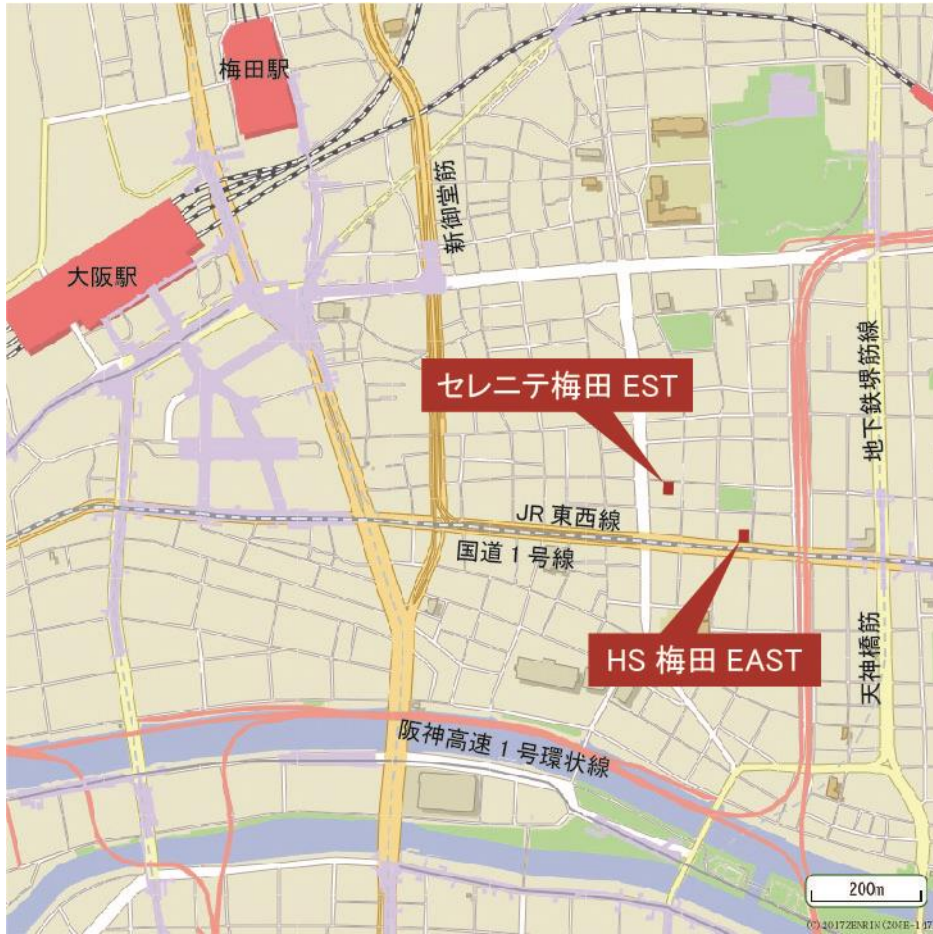 梅田駅
新御堂筋
大阪駅
地下鉄堺筋線
セレニテ梅田 EST
JR 東西線
国道 1 号線
HS 梅田 EAST
天神橋筋
阪神高速 1 号環状線
200m